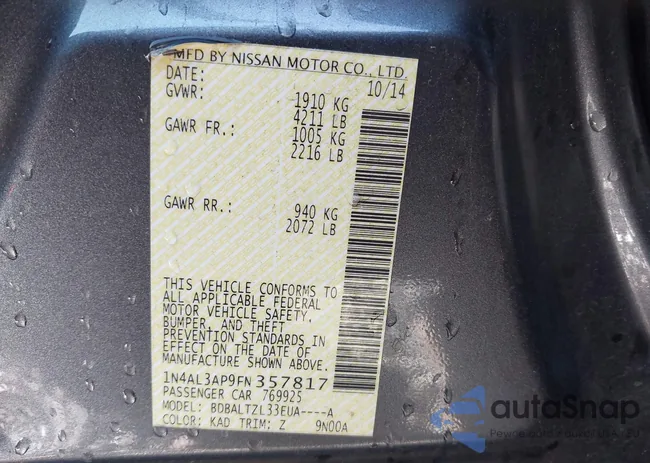 MFD BY NISSAN MOTOR CO., LTD.
DATE: 10/14
GVWR: 1910 KG
4211 LB
GAWR FR.: 1005 KG
2216 LB
GAWR RR.: 940 KG
2072 LB
THIS VEHICLE CONFORMS TO
ALL APPLICABLE FEDERAL
MOTOR VEHICLE SAFETY,
BUMPER, AND THEFT
PREVENTION STANDARDS IN
EFFECT ON THE DATE OF
MANUFACTURE SHOWN ABOVE.
1N4AL3AP9FN357817
PASSENGER CAR 769925
MODEL: BDBALTZL33EUA----A
COLOR: KAD TRIM: Z 9N00A
autoSnap